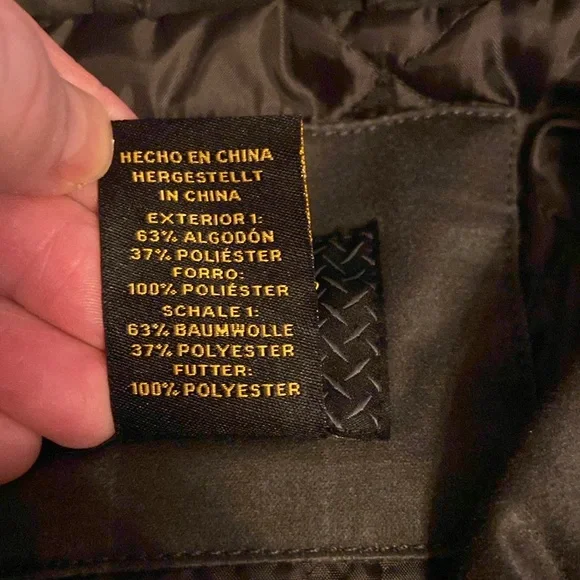 HECHO EN CHINA
HERGESTELLT
IN CHINA
EXTERIOR 1:
63% ALGODÓN
37% POLIÉSTER
FORRO:
100% POLIÉSTER
SCHALE 1:
63% BAUMWOLLE
37% POLYESTER
FUTTER:
100% POLYESTER